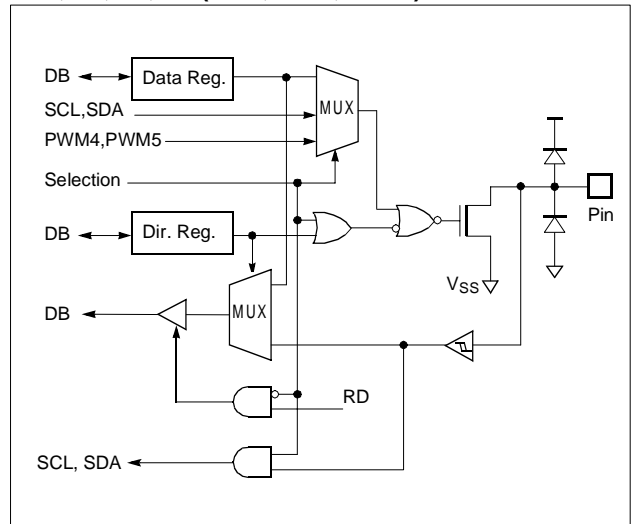 DB
Data Reg.
MUX
SCL,SDA
PWM4,PWM5
Selection
Pin
DB
Dir. Reg.
VSS
DB
MUX
RD
SCL, SDA